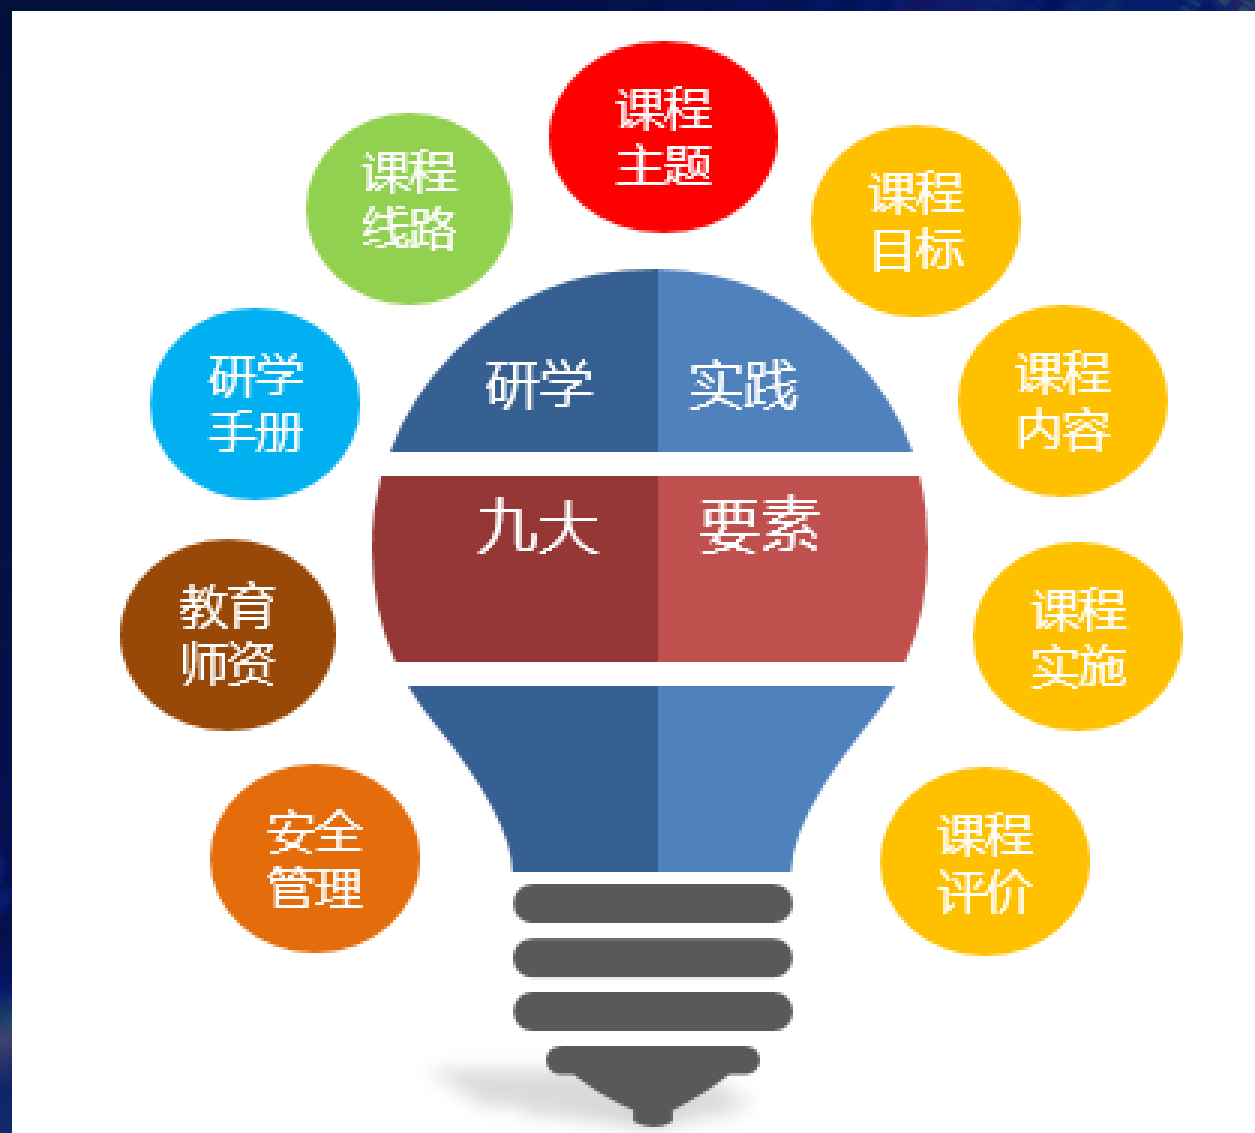 课程
主题
课程
线路
课程
目标
研学
手册
课程
内容
研学 实践
九大 要素
教育
师资
课程
实施
安全
管理
课程
评价